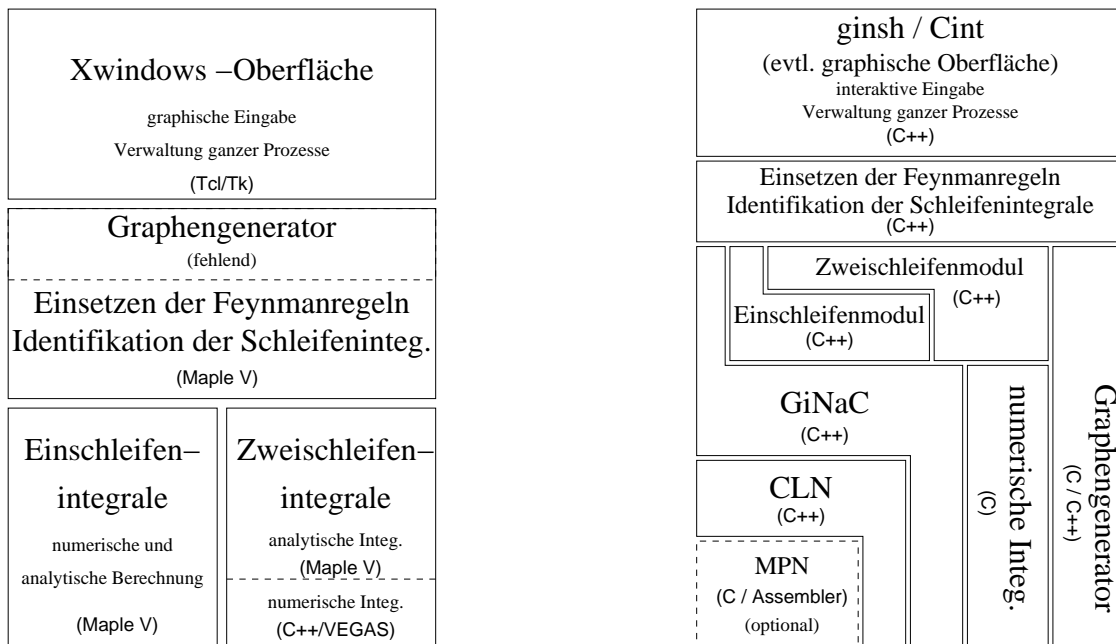 Xwindows –Oberfläche
graphische Eingabe
Verwaltung ganzer Prozesse
(Tcl/Tk)
Graphengenerator
(fehlend)
Einsetzen der Feynmanregeln
Identifikation der Schleifeninteg.
(Maple V)
Einschleifen–
integrale
numerische und
analytische Berechnung
(Maple V)
Zweischleifen–
integrale
analytische Integ.
(Maple V)
numerische Integ.
(C++/VEGAS)
ginsh / Cint
(evtl. graphische Oberfläche)
interaktive Eingabe
Verwaltung ganzer Prozesse
(C++)
Einsetzen der Feynmanregeln
Identifikation der Schleifenintegrale
(C++)
Zweischleifenmodul
(C++)
Einschleifenmodul
(C++)
GiNaC
(C++)
CLN
(C++)
MPN
(C / Assembler)
(optional)
numerische Integ.
(C)
Graphengenerator
(C / C++)